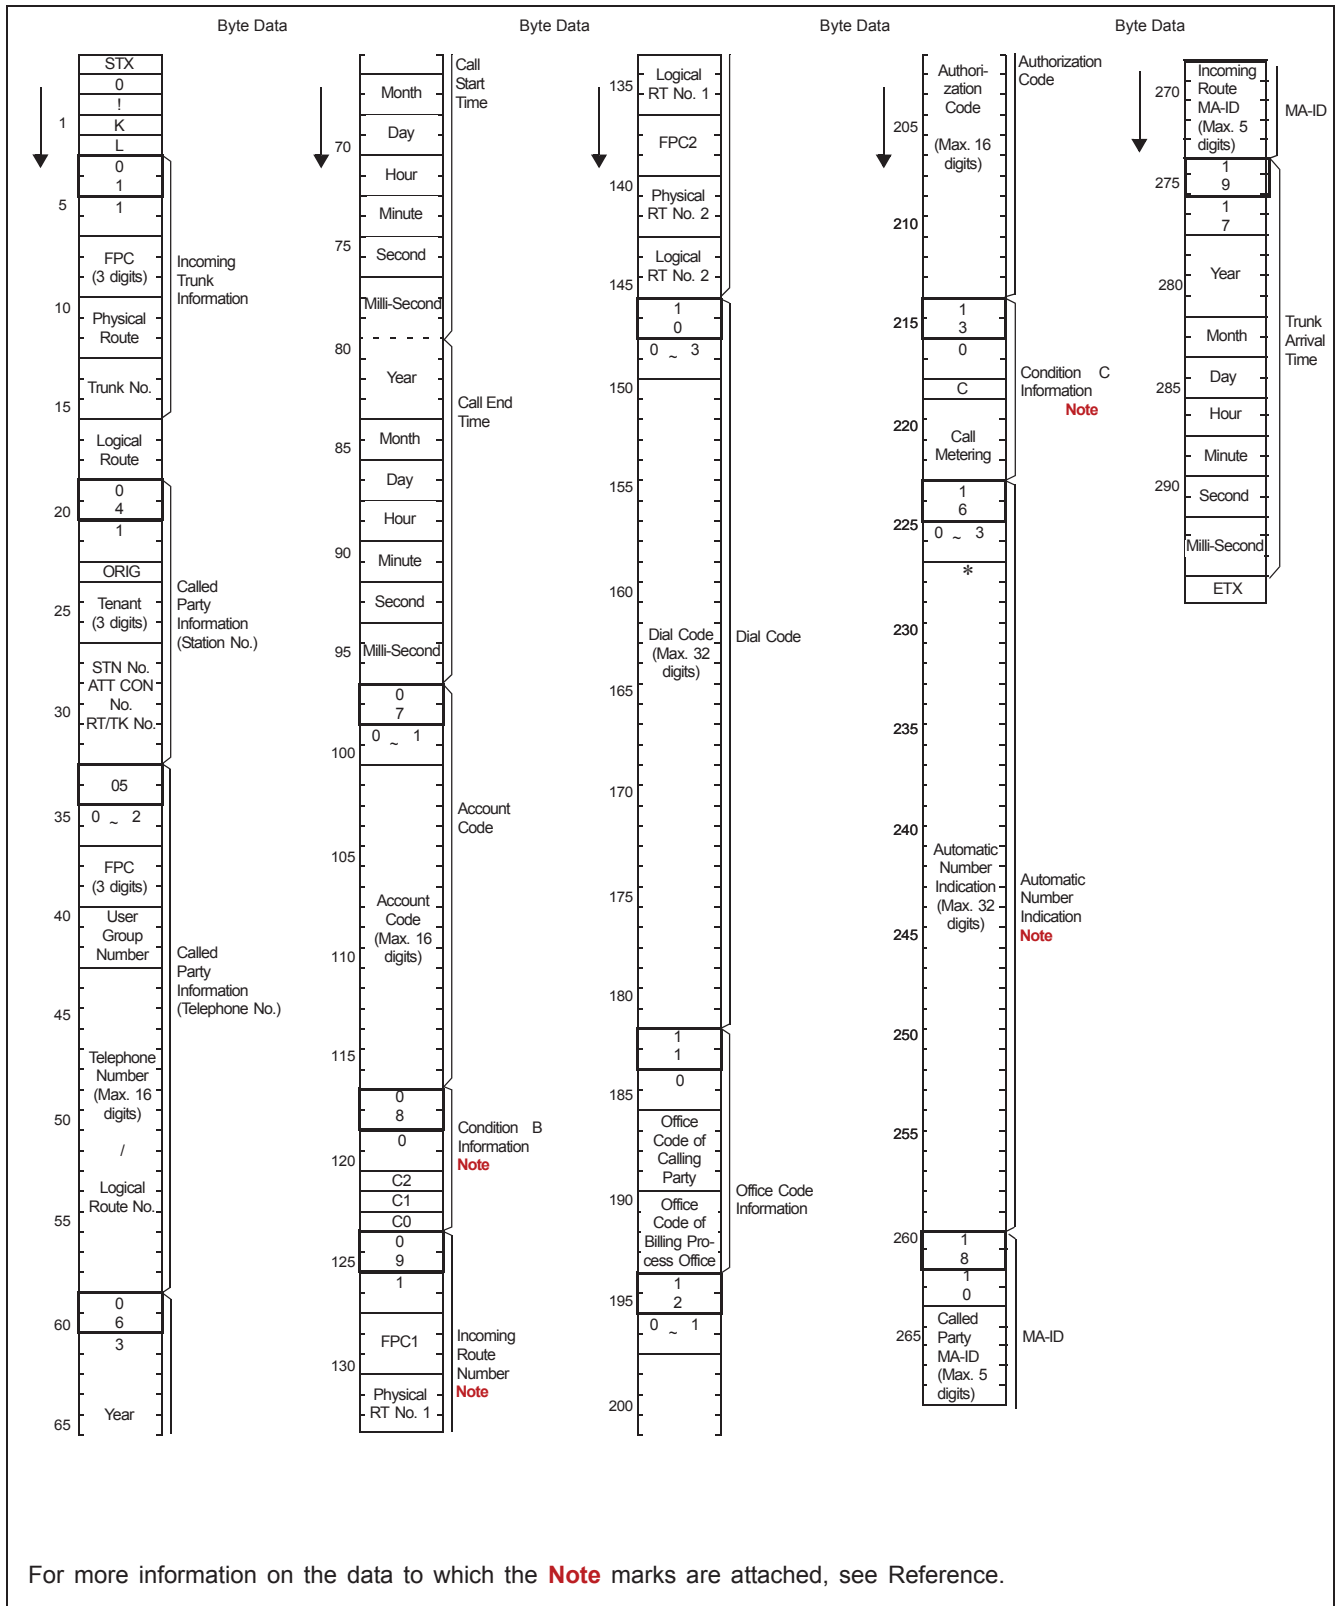 Byte Data
Byte Data
Byte Data
Byte Data
STX
0
!
1
K
L
0
1
5
1
FPC
(3 digits)
Incoming
Trunk
Information
10
Physical
Route
Trunk No.
15
Logical
Route
0
4
20
1
ORIG
25
Tenant
(3 digits)
Called
Party
Information
(Station No.)
STN No.
ATT CON
No.
RT/TK No.
30
05
35
0 ~ 2
FPC
(3 digits)
40
User
Group
Number
Called
Party
Information
(Telephone No.)
45
Telephone
Number
(Max. 16
digits)
50
/
Logical
Route No.
55
0
6
60
3
Year
65
Call
Start
Time
Month
Day
70
Hour
Minute
75
Second
Milli-Second
80
Year
Call End
Time
Month
85
Day
Hour
90
Minute
Second
95
Milli-Second
0
7
0 ~ 1
100
Account
Code
105
Account
Code
(Max. 16
digits)
110
115
0
8
0
Condition B
Information
Note
120
C2
C1
C0
0
9
125
1
FPC1
Incoming
Route
Number
Note
130
Physical
RT No. 1
135
Logical
RT No. 1
FPC2
140
Physical
RT No. 2
Logical
RT No. 2
145
1
0
0 ~ 3
150
155
160
Dial Code
(Max. 32
digits)
Dial Code
165
170
175
180
1
1
0
185
Office
Code of
Calling
Party
190
Office
Code of
Billing Pro-
cess Office
Office Code
Information
1
2
195
0 ~ 1
200
Authori-
zation
Code
(Max. 16
digits)
Authorization
Code
205
210
1
3
215
0
C
Condition C
Information
Note
220
Call
Metering
1
6
225
0 ~ 3
*
230
235
240
Automatic
Number
Indication
(Max. 32
digits)
Automatic
Number
Indication
Note
245
250
255
260
1
8
1
0
265
Called
Party
MA-ID
(Max. 5
digits)
MA-ID
270
Incoming
Route
MA-ID
(Max. 5
digits)
MA-ID
275
1
9
1
7
280
Year
Month
Trunk
Arrival
Time
285
Day
Hour
Minute
290
Second
Milli-Second
ETX
For more information on the data to which the Note marks are attached, see Reference.